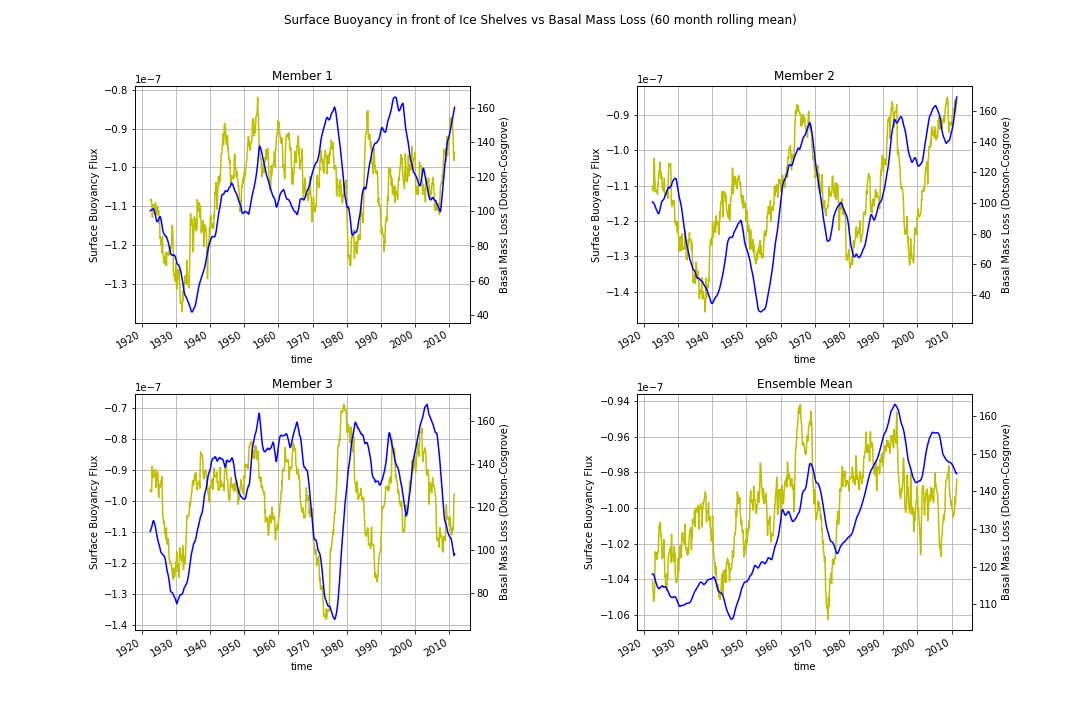 Surface Buoyancy in front of Ice Shelves vs Basal Mass Loss (60 month rolling mean)
Member 1
1e−7
−0.8
−0.9
−1.0
−1.1
−1.2
−1.3
Surface Buoyancy Flux
160
140
120
100
80
60
40
Basal Mass Loss (Dotson-Cosgrove)
1920 1930 1940 1950 1960 1970 1980 1990 2000 2010
time
Member 2
1e−7
−0.9
−1.0
−1.1
−1.2
−1.3
−1.4
Surface Buoyancy Flux
160
140
120
100
80
60
40
Basal Mass Loss (Dotson-Cosgrove)
1920 1930 1940 1950 1960 1970 1980 1990 2000 2010
time
Member 3
1e−7
−0.7
−0.8
−0.9
−1.0
−1.1
−1.2
−1.3
−1.4
Surface Buoyancy Flux
160
140
120
100
80
Basal Mass Loss (Dotson-Cosgrove)
1920 1930 1940 1950 1960 1970 1980 1990 2000 2010
time
Ensemble Mean
1e−7
−0.94
−0.96
−0.98
−1.00
−1.02
−1.04
−1.06
Surface Buoyancy Flux
160
150
140
130
120
110
Basal Mass Loss (Dotson-Cosgrove)
1920 1930 1940 1950 1960 1970 1980 1990 2000 2010
time